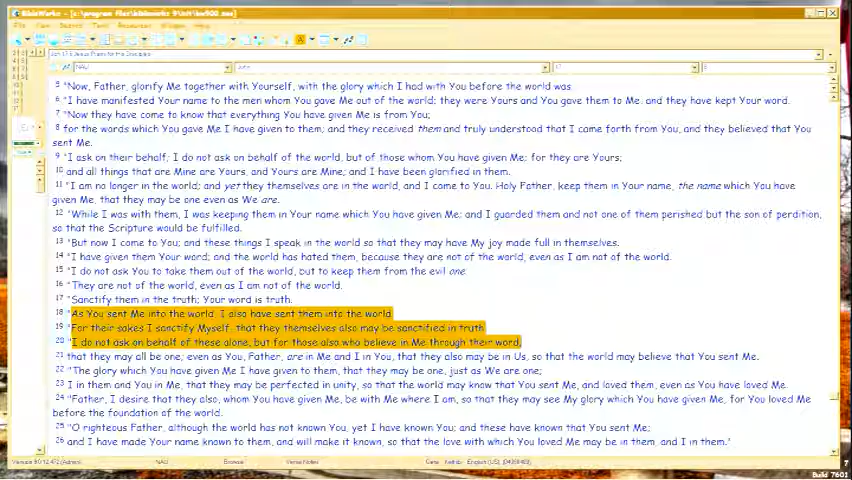 BibleWorks - [c:\program files\bibleworks 9\init\bw900.swc]
NAU John 17 5
5 "Now, Father, glorify Me together with Yourself, with the glory which I had with You before the world was.
6 "I have manifested Your name to the men whom You gave Me out of the world; they were Yours and You gave them to Me, and they have kept Your word.
7 "Now they have come to know that everything You have given Me is from You;
8 for the words which You gave Me I have given to them; and they received them and truly understood that I came forth from You, and they believed that You
sent Me.
9 "I ask on their behalf; I do not ask on behalf of the world, but of those whom You have given Me; for they are Yours;
10 and all things that are Mine are Yours, and Yours are Mine; and I have been glorified in them.
11 "I am no longer in the world; and yet they themselves are in the world, and I come to You. Holy Father, keep them in Your name, the name which You have
given Me, that they may be one even as We are.
12 "While I was with them, I was keeping them in Your name which You have given Me; and I guarded them and not one of them perished but the son of perdition,
so that the Scripture would be fulfilled.
13 "But now I come to You; and these things I speak in the world so that they may have My joy made full in themselves.
14 "I have given them Your word; and the world has hated them, because they are not of the world, even as I am not of the world.
15 "I do not ask You to take them out of the world, but to keep them from the evil one.
16 "They are not of the world, even as I am not of the world.
17 "Sanctify them in the truth; Your word is truth.
18 "As You sent Me into the world, I also have sent them into the world.
19 "For their sakes I sanctify Myself, that they themselves also may be sanctified in truth.
20 "I do not ask on behalf of these alone, but for those also who believe in Me through their word;
21 that they may all be one; even as You, Father, are in Me and I in You, that they also may be in Us, so that the world may believe that You sent Me.
22 "The glory which You have given Me I have given to them, that they may be one, just as We are one;
23 I in them and You in Me, that they may be perfected in unity, so that the world may know that You sent Me, and loved them, even as You have loved Me.
24 "Father, I desire that they also, whom You have given Me, be with Me where I am, so that they may see My glory which You have given Me, for You loved Me
before the foundation of the world.
25 "O righteous Father, although the world has not known You, yet I have known You; and these have known that You sent Me;
26 and I have made Your name known to them, and will make it known, so that the love with which You loved Me may be in them, and I in them."
NAU Browse Verse Notes
7
Build 7601